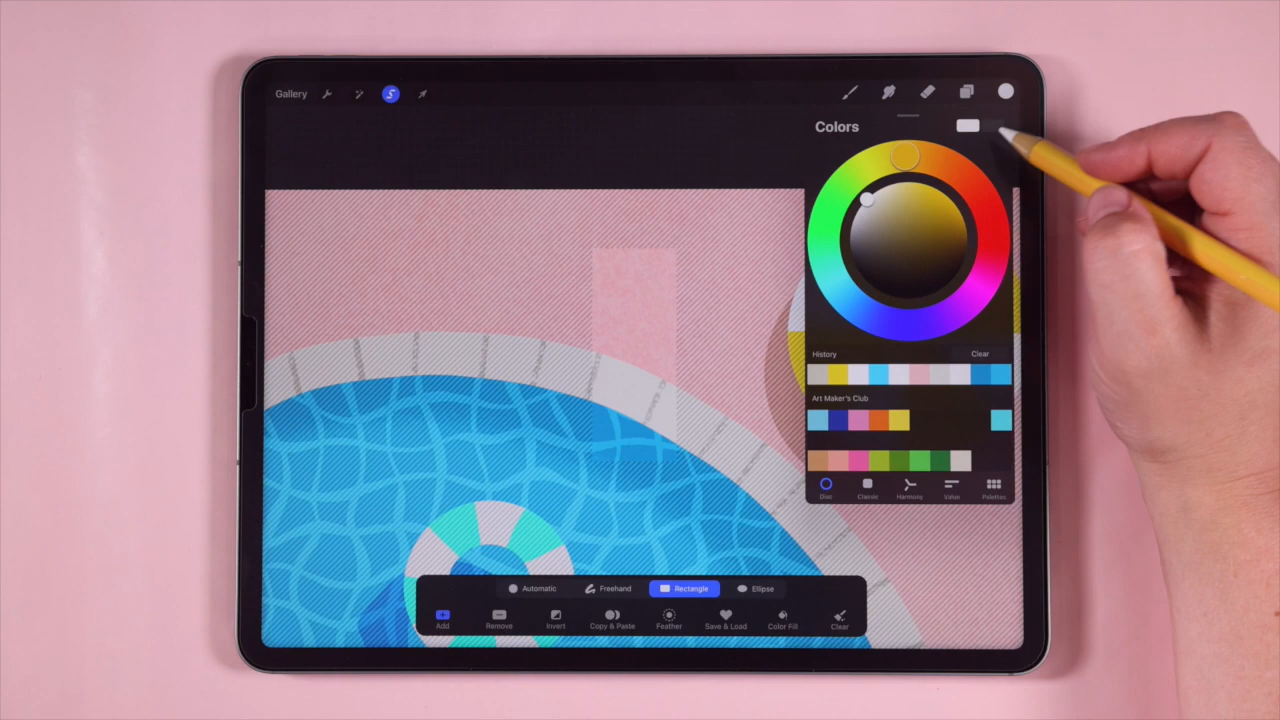 Gallery
Colors
History Clear
Art Maker's Club
Disc Classic Harmony Value Palettes
Automatic Freehand Rectangle Ellipse
Add Remove Invert Copy & Paste Feather Save & Load Color Fill Clear